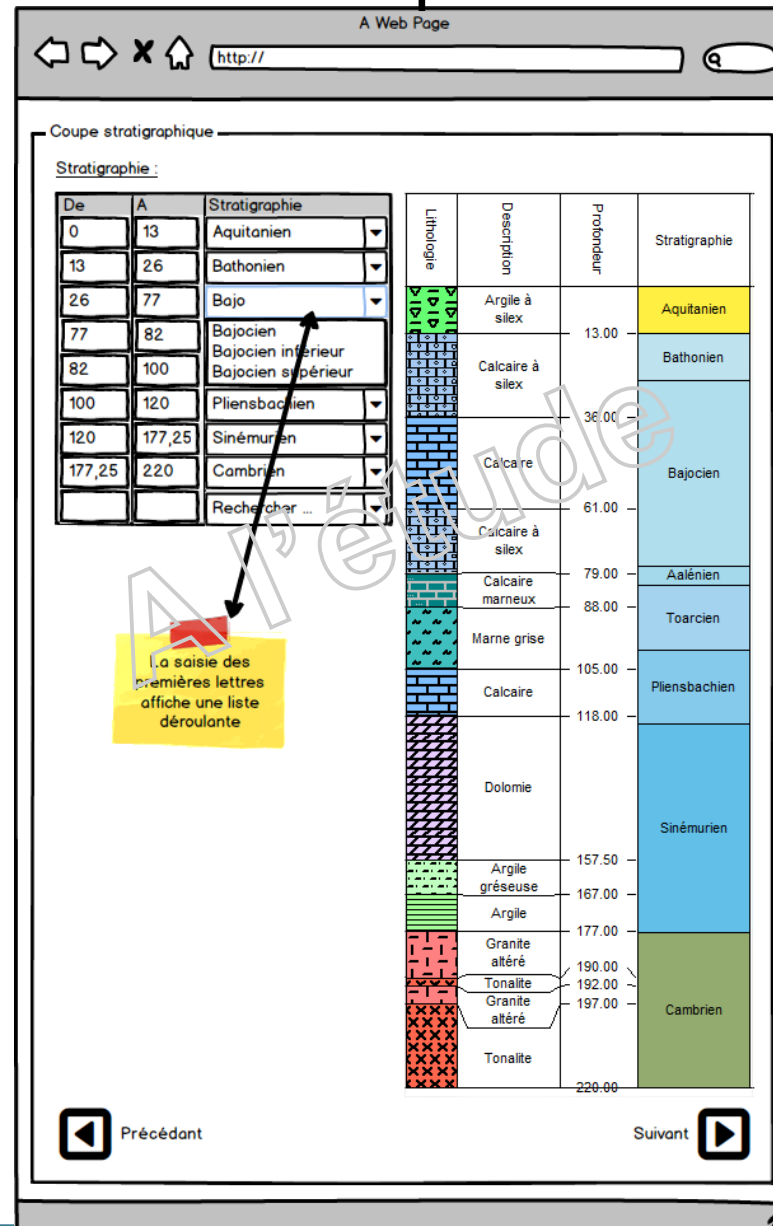 A Web Page
http://
Coupe stratigraphique
Stratigraphie :
De A Stratigraphie
0 13 Aquitanien
13 26 Bathonien
26 77 Bajo
77 82
82 100
Bajocien
Bajocien inférieur
Bajocien supérieur
100 120 Pliensbachien
120 177,25 Sinémurien
177,25 220 Cambrien
Rechercher ...
La saisie des
premières lettres
affiche une liste
déroulante
A l'étude
Lithologie Description Profondeur Stratigraphie
Argile à
silex
13.00
Calcaire à
silex
36.00
Calcaire
61.00
Calcaire à
silex
79.00
Calcaire
marneux
88.00
Marne grise
105.00
Calcaire
118.00
Dolomie
157.50
Argile
gréseuse
167.00
Argile
177.00
Granite
altéré
190.00
Tonalite
192.00
Granite
altéré
197.00
Tonalite
220.00
Aquitanien
Bathonien
Bajocien
Aalénien
Toarcien
Pliensbachien
Sinémurien
Cambrien
Précédant
Suivant